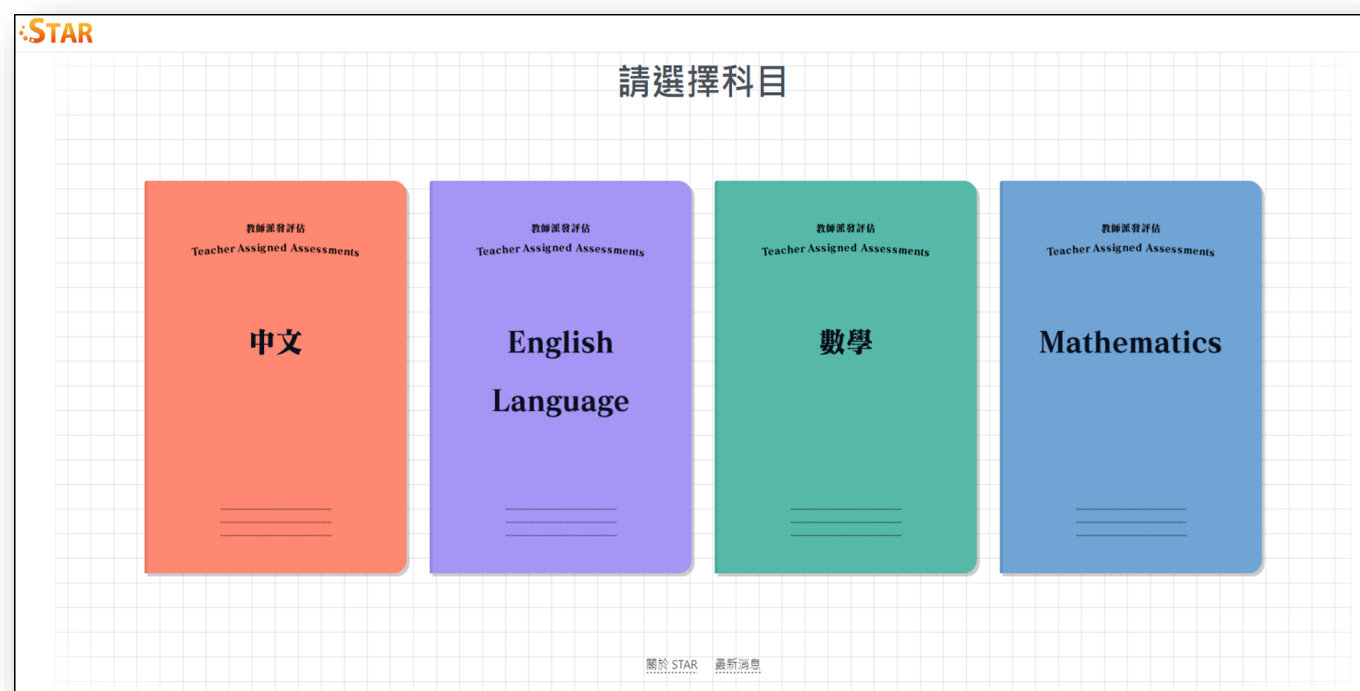 STAR
請選擇科目
教師派發評估
Teacher Assigned Assessments
中文
教師派發評估
Teacher Assigned Assessments
English
Language
教師派發評估
Teacher Assigned Assessments
數學
教師派發評估
Teacher Assigned Assessments
Mathematics
關於 STAR
最新消息